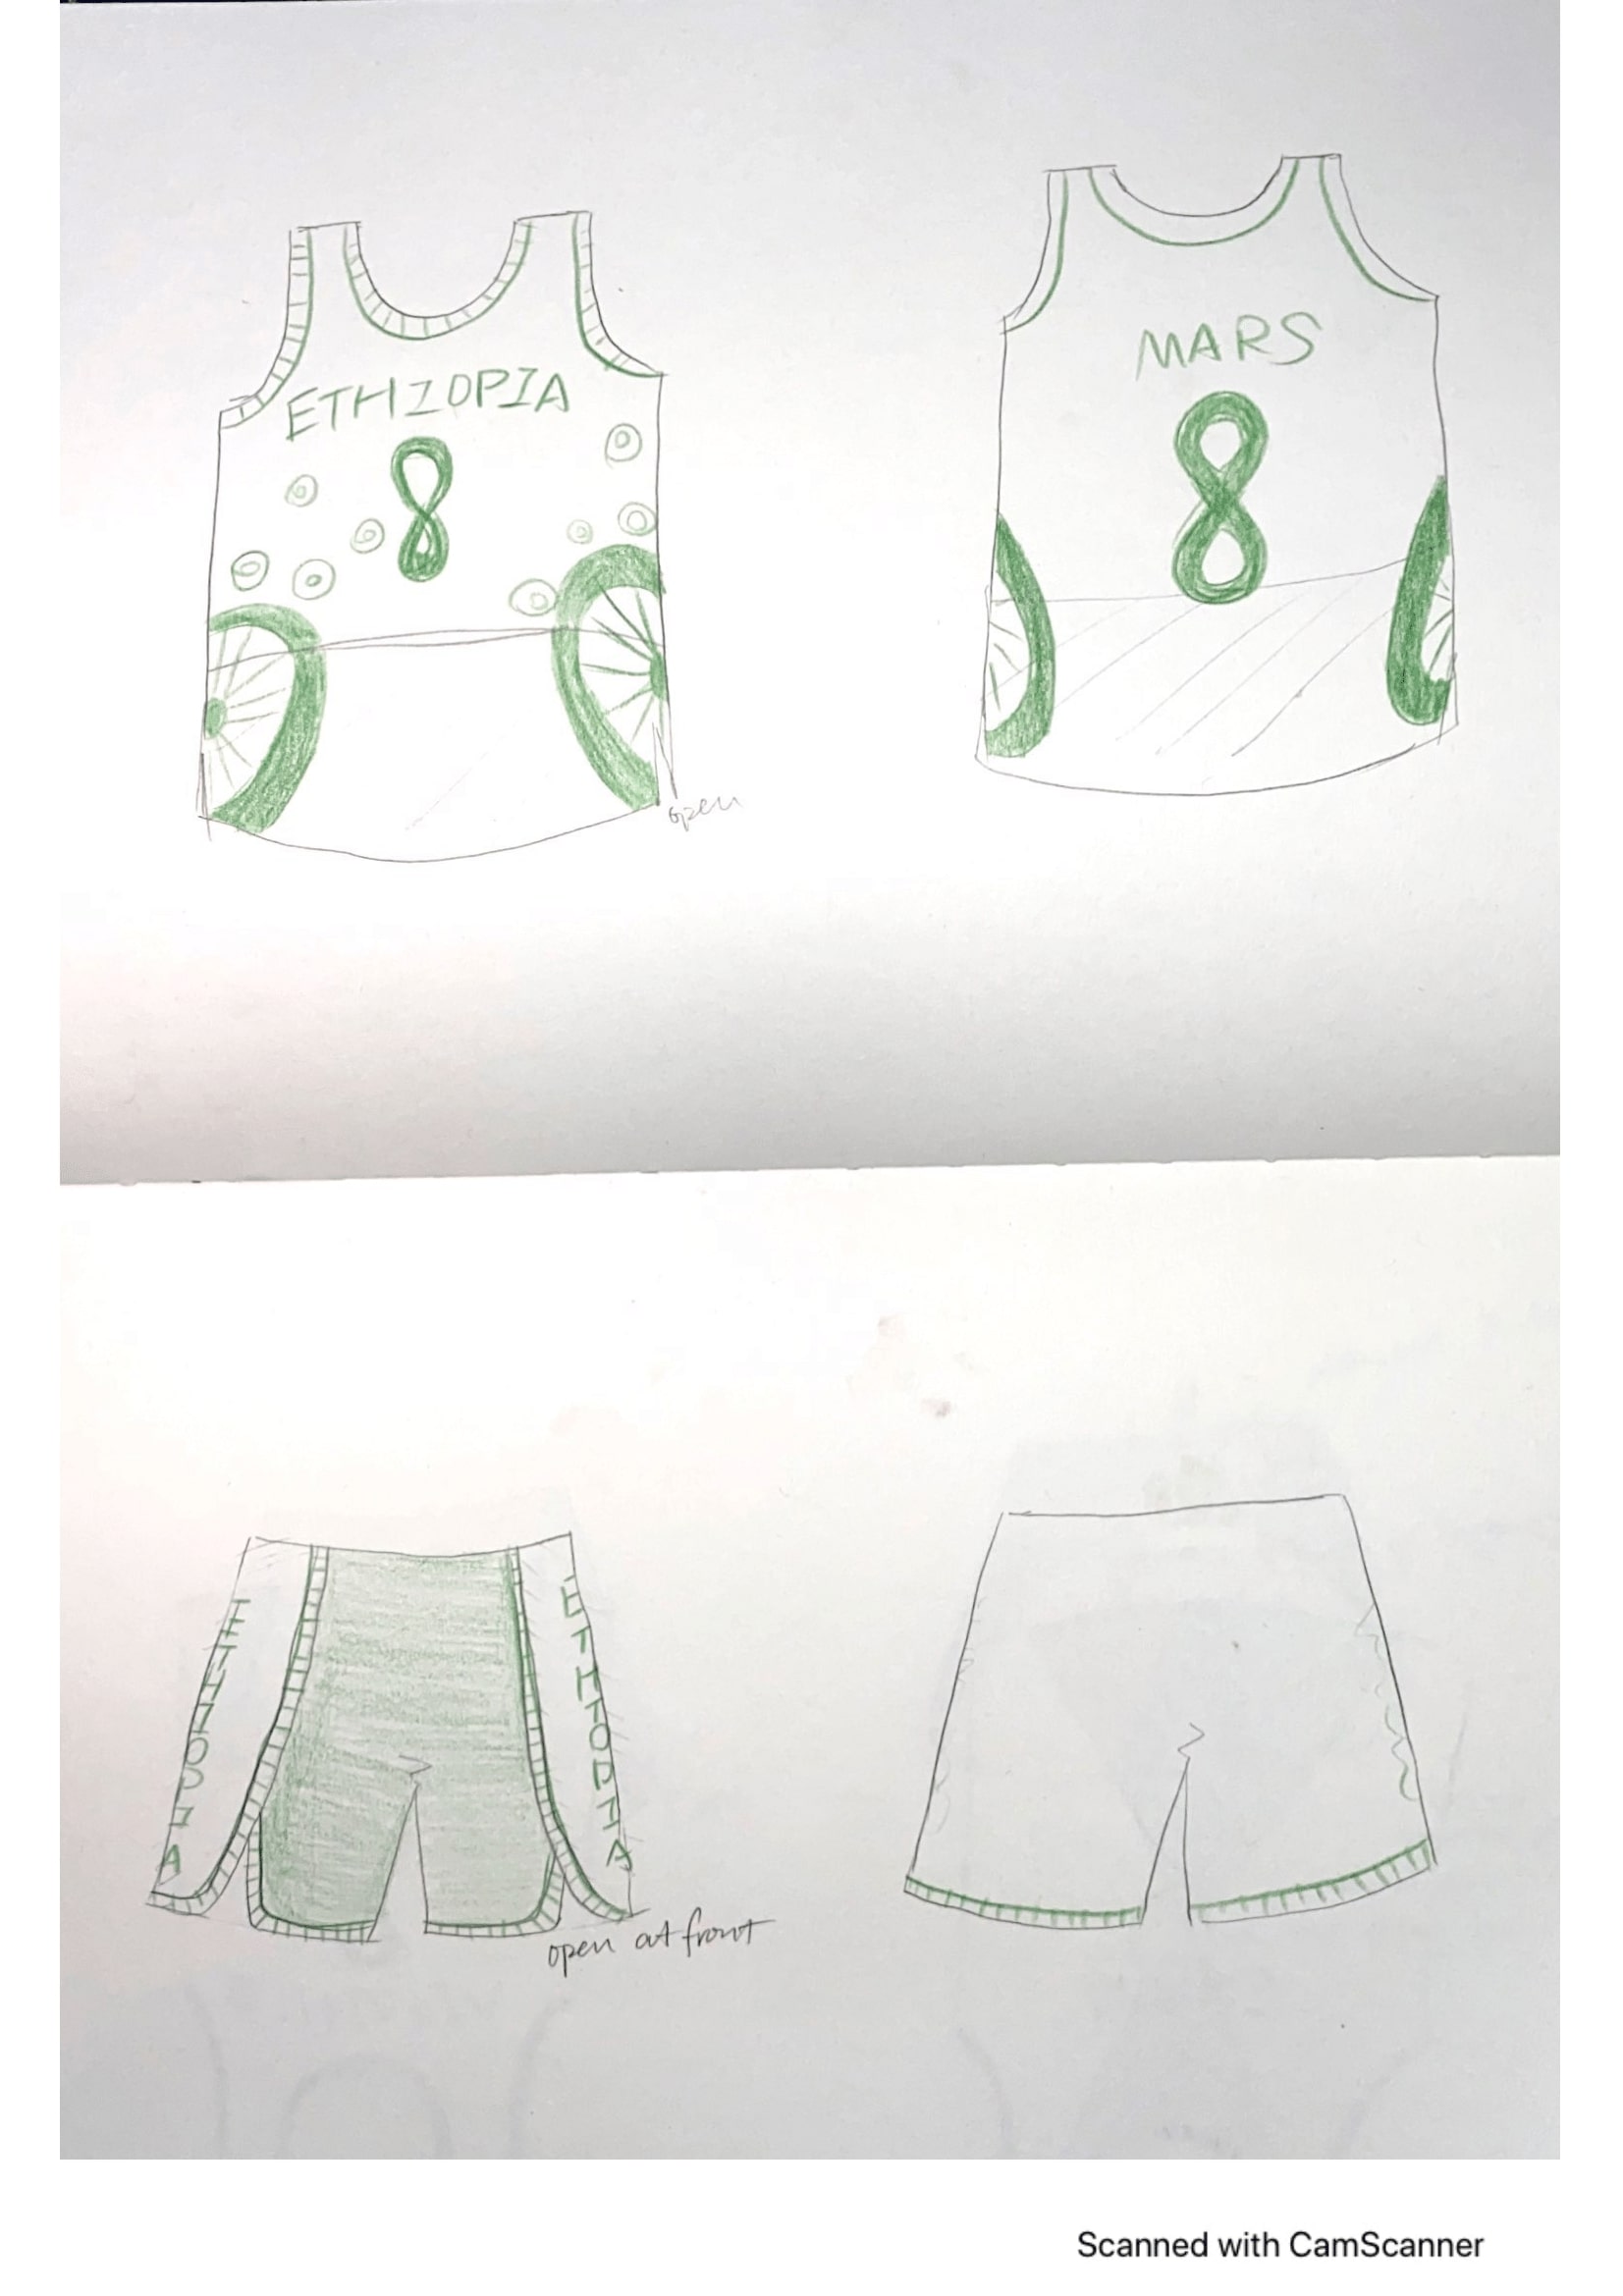 ETHIOPIA
8
MARS
8
open
ETHIOPIA
ETHIOPIA
open at front
Scanned with CamScanner